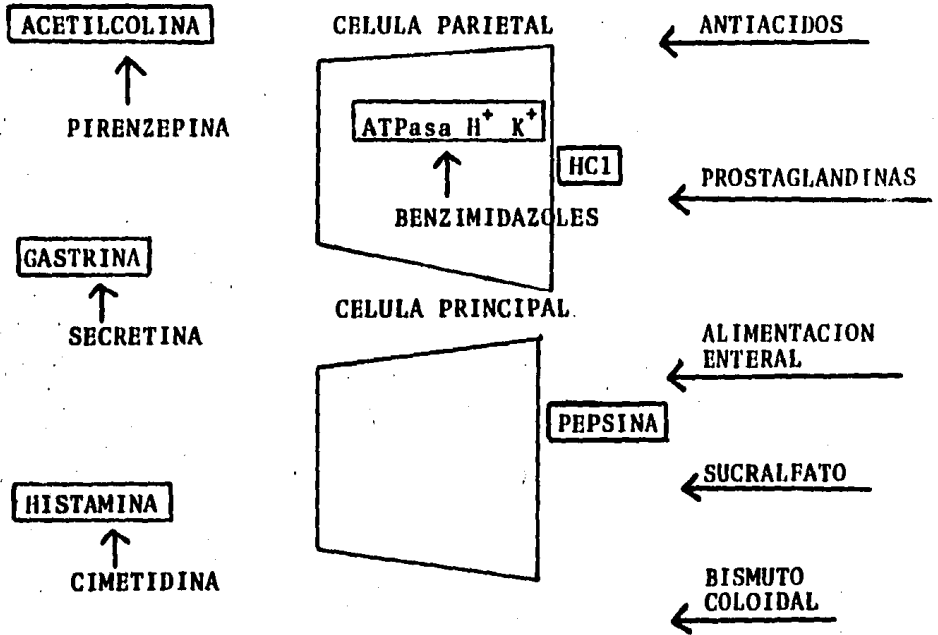 ACETILCOLINA
PIRENZEPINA
GASTRINA
SECRETINA
HISTAMINA
CIMETIDINA
CELULA PARIETAL
ATPasa H⁺ K⁺
HCl
BENZIMIDAZOLES
CELULA PRINCIPAL
PEPSINA
ANTIACIDOS
PROSTAGLANDINAS
ALIMENTACION
ENTERAL
SUCRALFATO
BISMUTO
COLOIDAL